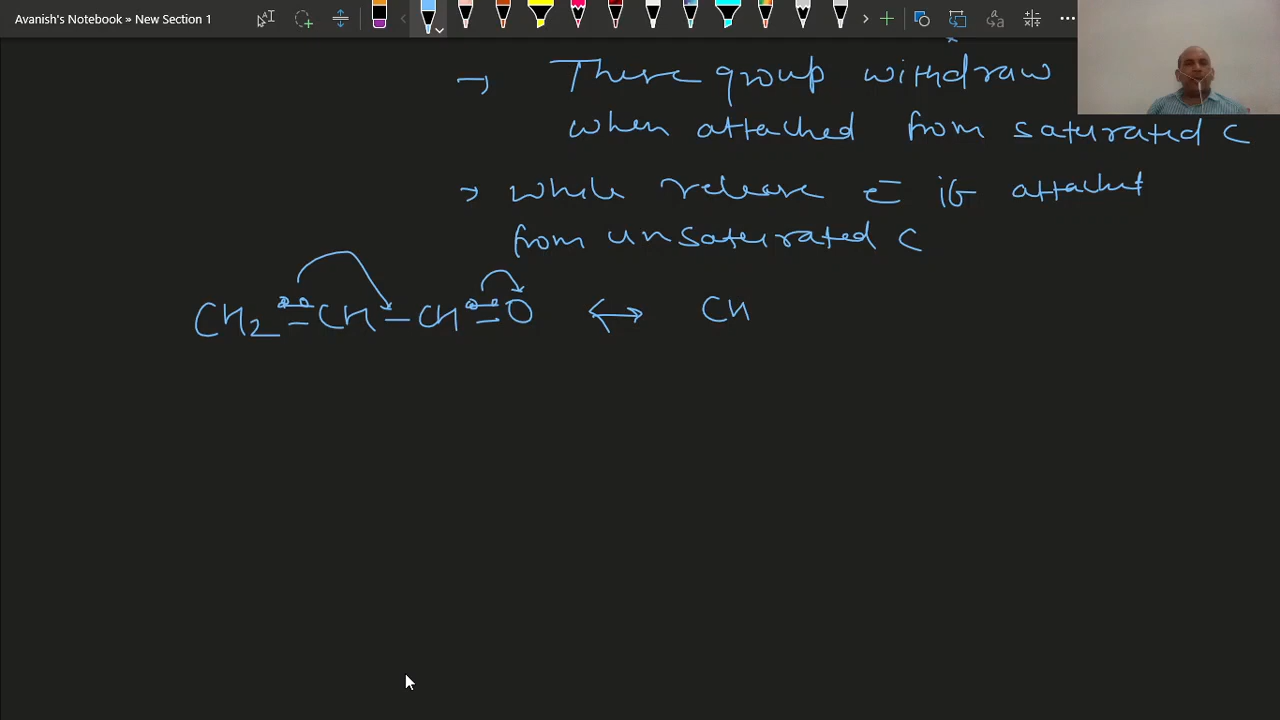 Avanish's Notebook » New Section 1
→ These group withdraw
when attached from saturated C
→ while release e if attached
from unsaturated C
CH2 = CH – CH = O ↔ CH